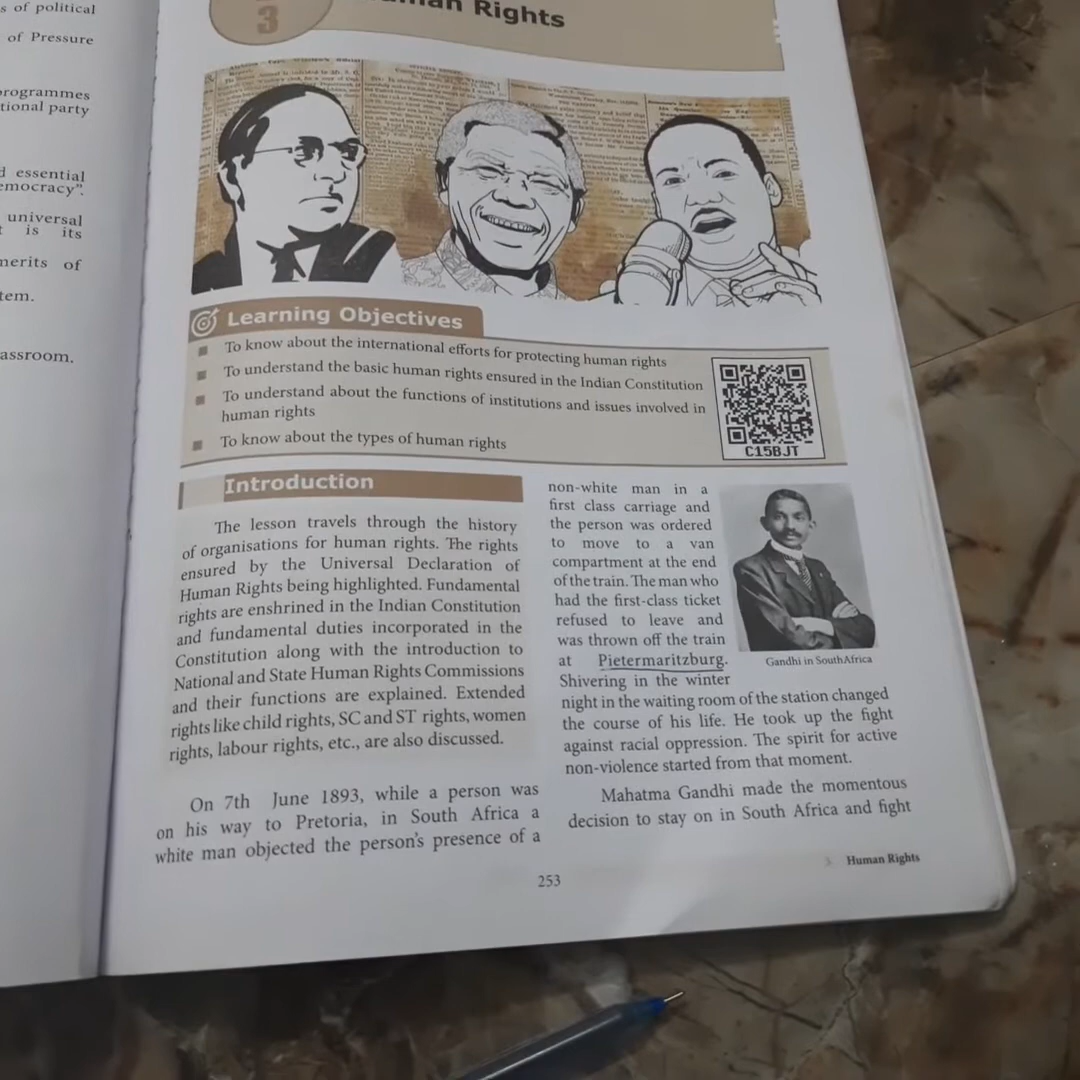 s of political
of Pressure
programmes
tional party
d essential
emocracy".
universal
t is its
merits of
tem.
assroom.
3
Human Rights
Learning Objectives
■ To know about the international efforts for protecting human rights
■ To understand the basic human rights ensured in the Indian Constitution
■ To understand about the functions of institutions and issues involved in
human rights
■ To know about the types of human rights
C15BJT
Introduction
The lesson travels through the history
of organisations for human rights. The rights
ensured by the Universal Declaration of
Human Rights being highlighted. Fundamental
rights are enshrined in the Indian Constitution
and fundamental duties incorporated in the
Constitution along with the introduction to
National and State Human Rights Commissions
and their functions are explained. Extended
rights like child rights, SC and ST rights, women
rights, labour rights, etc., are also discussed.
On 7th June 1893, while a person was
on his way to Pretoria, in South Africa a
white man objected the person's presence of a
non-white man in a
first class carriage and
the person was ordered
to move to a van
compartment at the end
of the train. The man who
had the first-class ticket
refused to leave and
was thrown off the train
at Pietermaritzburg.
Shivering in the winter
night in the waiting room of the station changed
the course of his life. He took up the fight
against racial oppression. The spirit for active
non-violence started from that moment.
Gandhi in SouthAfrica
Mahatma Gandhi made the momentous
decision to stay on in South Africa and fight
253
Human Rights